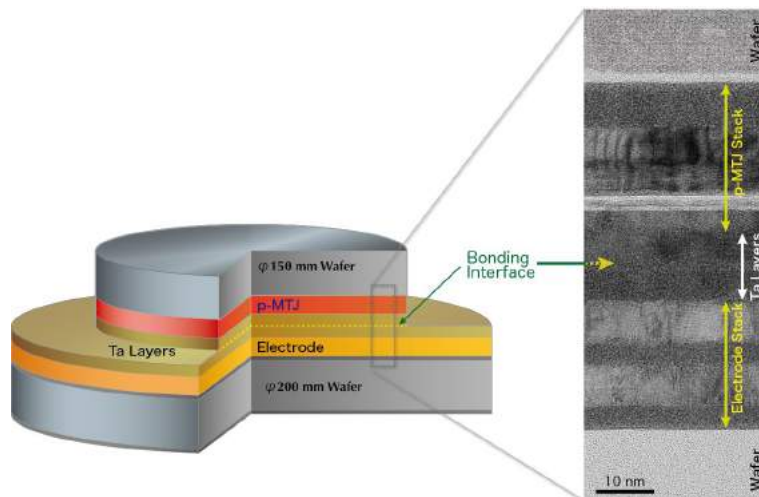 φ150 mm Wafer
p-MTJ
Ta Layers
Electrode
φ200 mm Wafer
Bonding
Interface
Wafer
p-MTJ Stack
Ta Layers
Electrode Stack
Wafer
10 nm